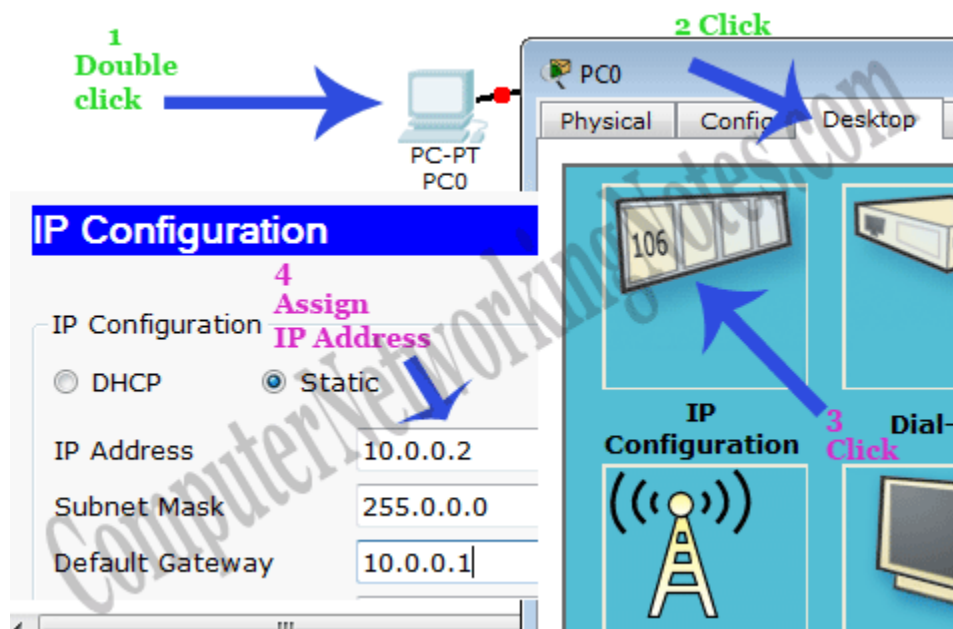 1
Double
click
PC-PT
PC0
2 Click
PC0
Physical
Config
Desktop
106
IP
Configuration
3
Click
Dial-
IP Configuration
4
Assign
IP Address
IP Configuration
DHCP
Static
IP Address
10.0.0.2
Subnet Mask
255.0.0.0
Default Gateway
10.0.0.1
ComputerNetworkingNotes.com